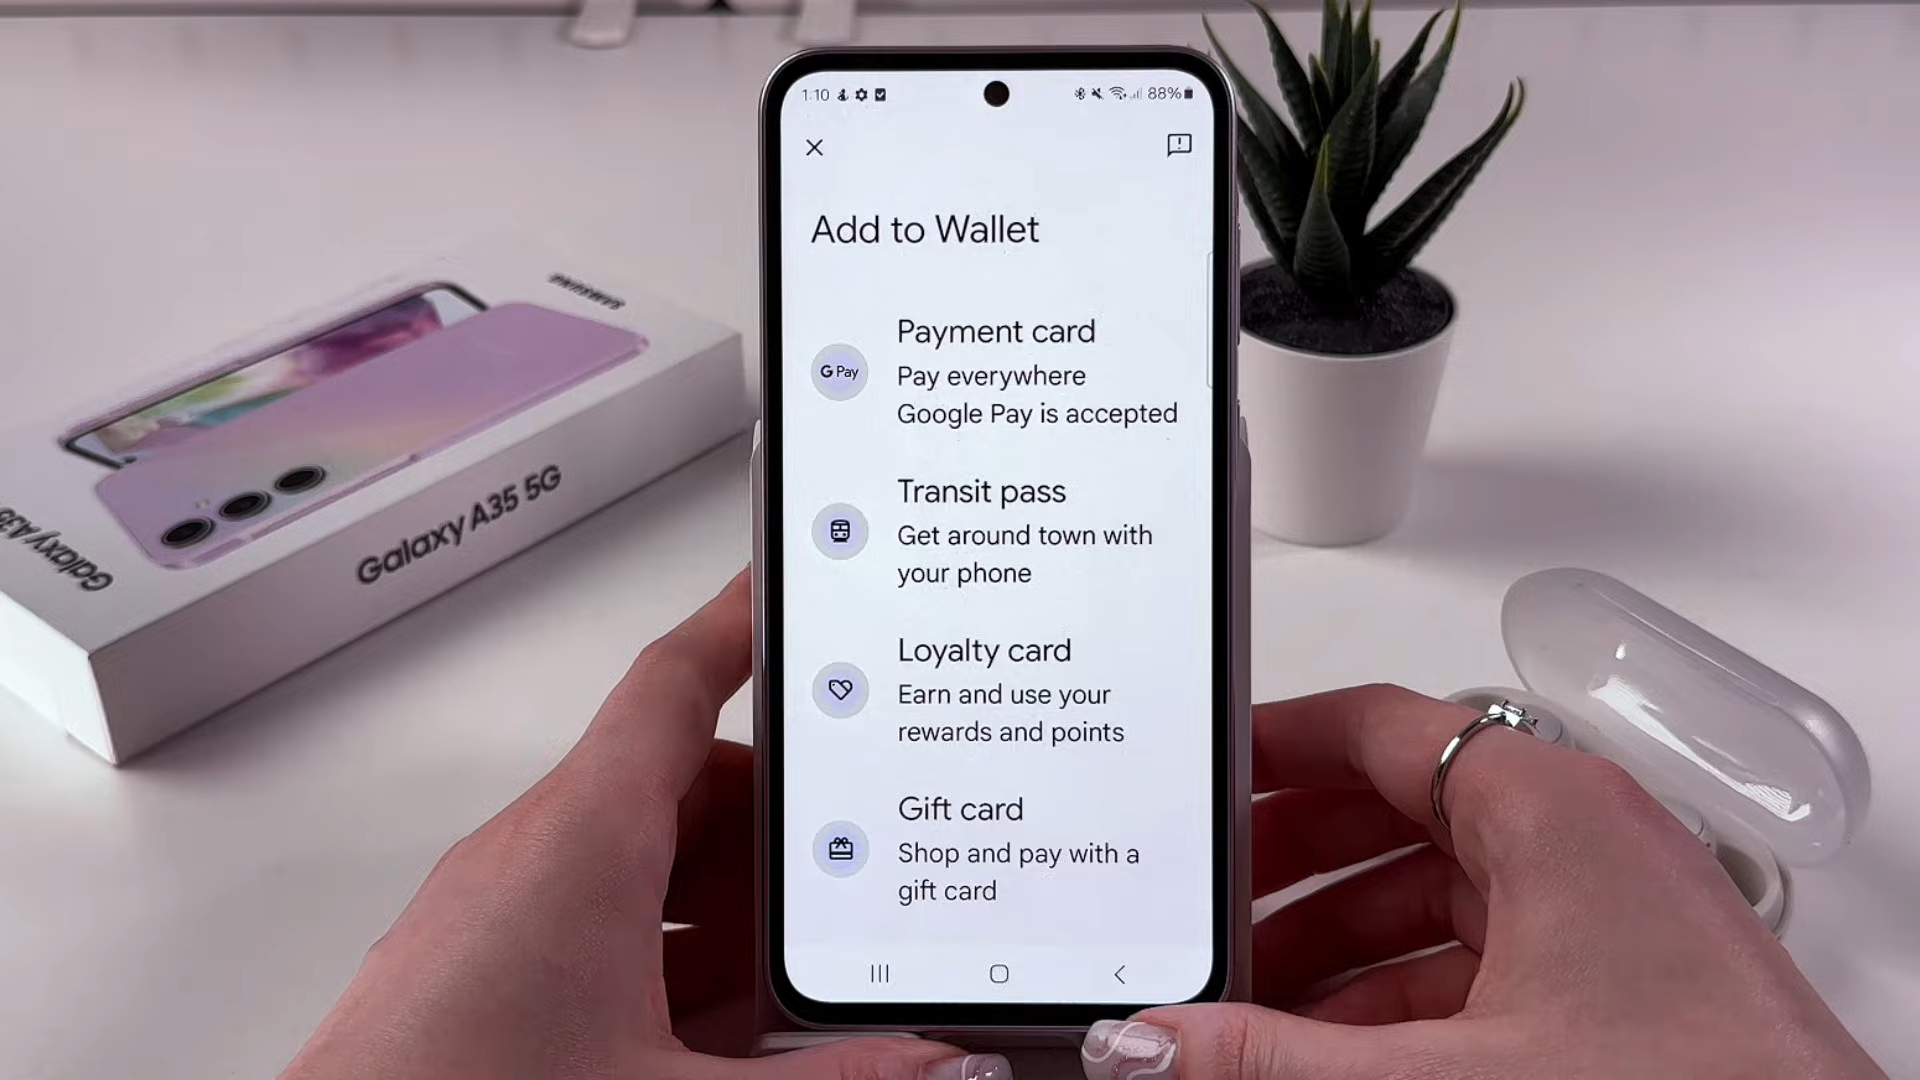 1:10
88%
Add to Wallet
Payment card
G Pay
Pay everywhere
Google Pay is accepted
Transit pass
Get around town with
your phone
Loyalty card
Earn and use your
rewards and points
Gift card
Shop and pay with a
gift card
SAMSUNG
Galaxy A35 5G
Galaxy A35